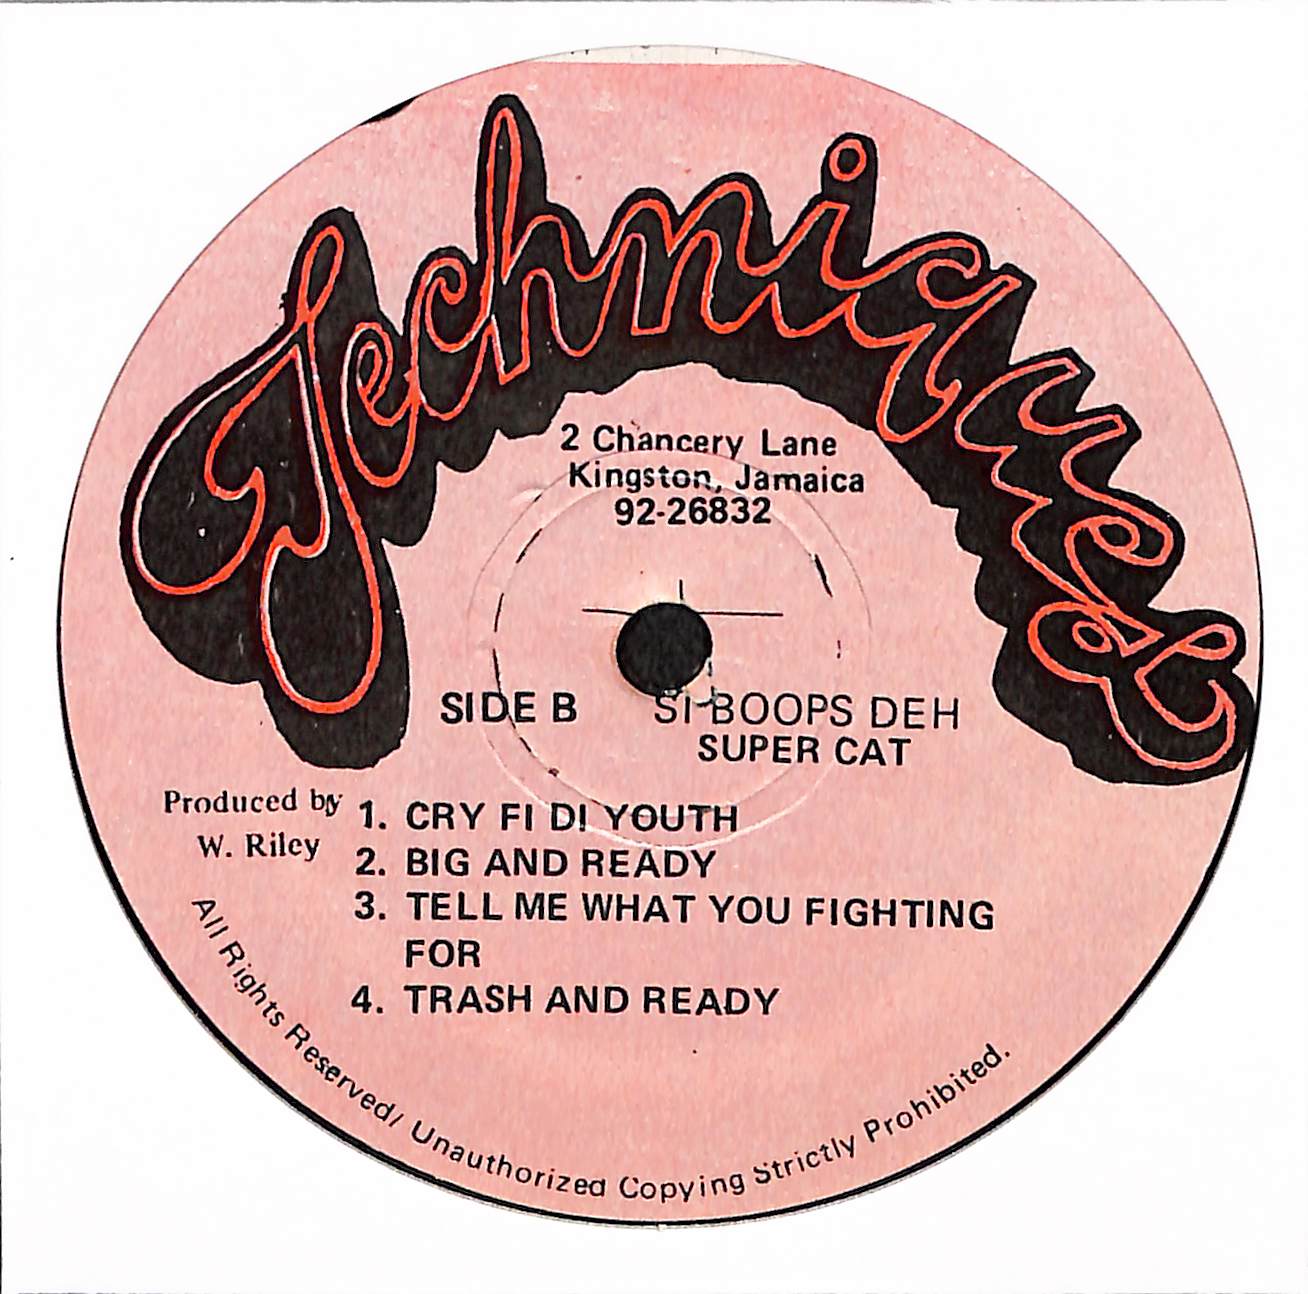 Techniques
2 Chancery Lane
Kingston, Jamaica
92-26832
SIDE B SI BOOPS DEH
SUPER CAT
Produced by
W. Riley
1. CRY FI DI YOUTH
2. BIG AND READY
3. TELL ME WHAT YOU FIGHTING
FOR
4. TRASH AND READY
All Rights Reserved/ Unauthorized Copying Strictly Prohibited.